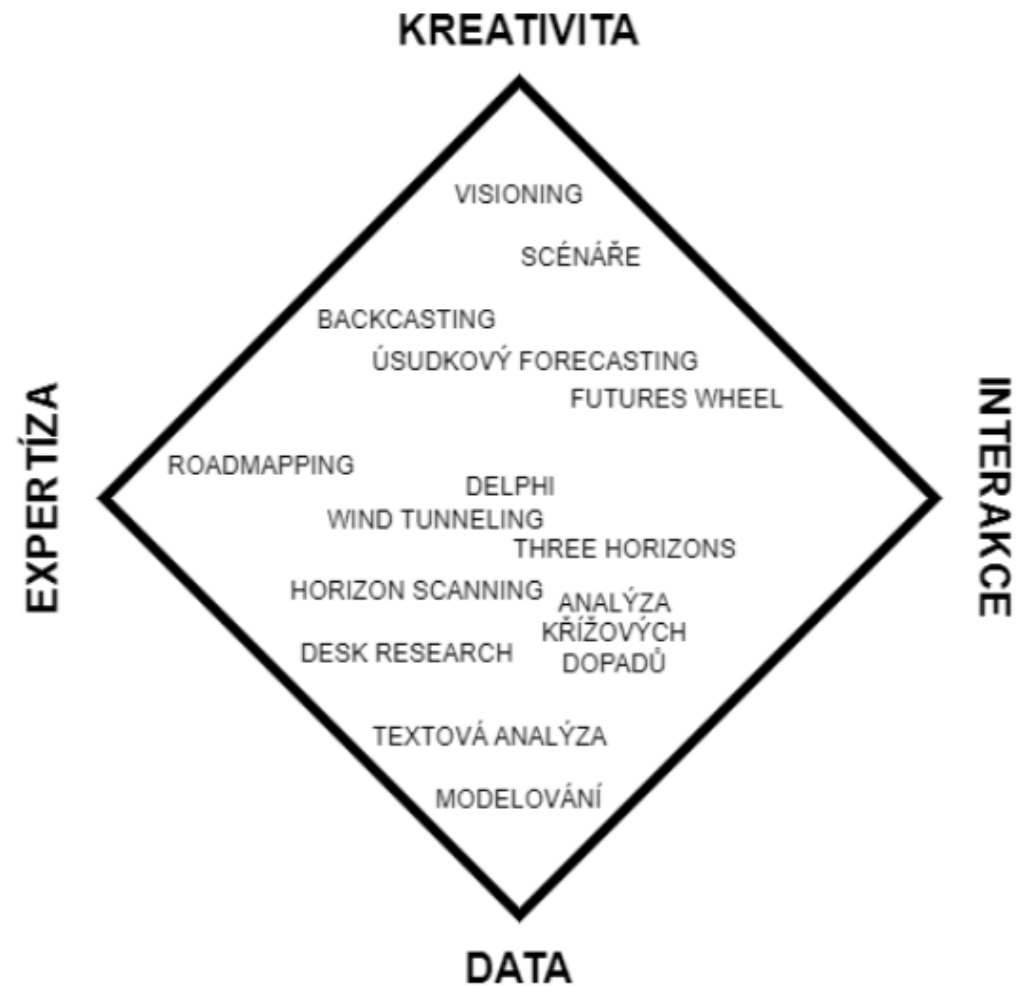 KREATIVITA
VISIONING
SCÉNÁŘE
BACKCASTING
ÚSUDKOVÝ FORECASTING
FUTURES WHEEL
EXPERTÍZA
INTERAKCE
ROADMAPPING
DELPHI
WIND TUNNELING
THREE HORIZONS
HORIZON SCANNING
ANALÝZA
KŘÍŽOVÝCH
DOPADŮ
DESK RESEARCH
TEXTOVÁ ANALÝZA
MODELOVÁNÍ
DATA